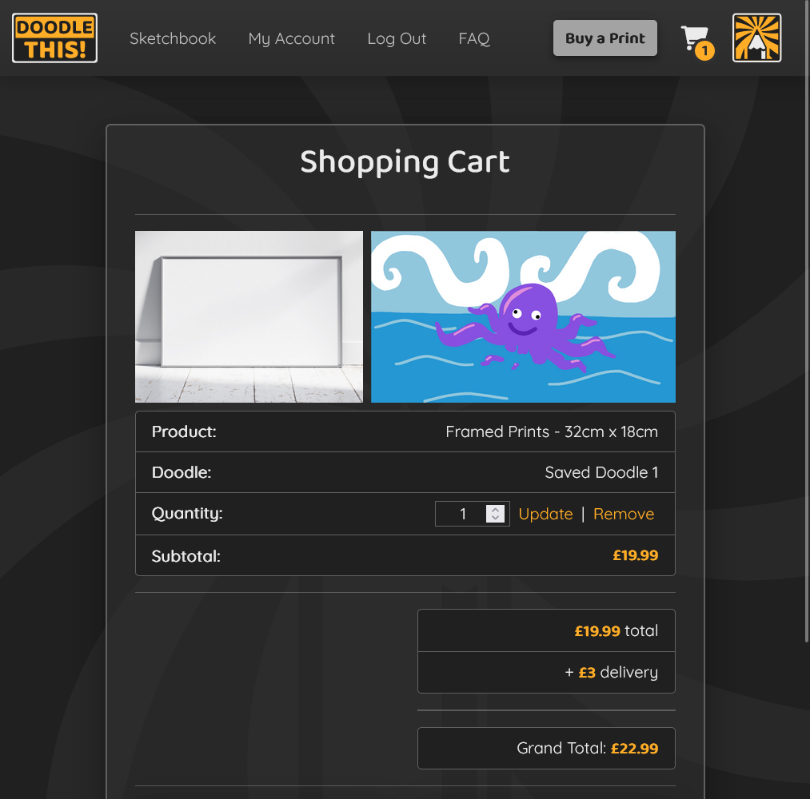 DOODLE
THIS!
Sketchbook
My Account
Log Out
FAQ
Buy a Print
1
Shopping Cart
Product: Framed Prints - 32cm x 18cm
Doodle: Saved Doodle 1
Quantity: 1 Update | Remove
Subtotal: £19.99
£19.99 total
+ £3 delivery
Grand Total: £22.99